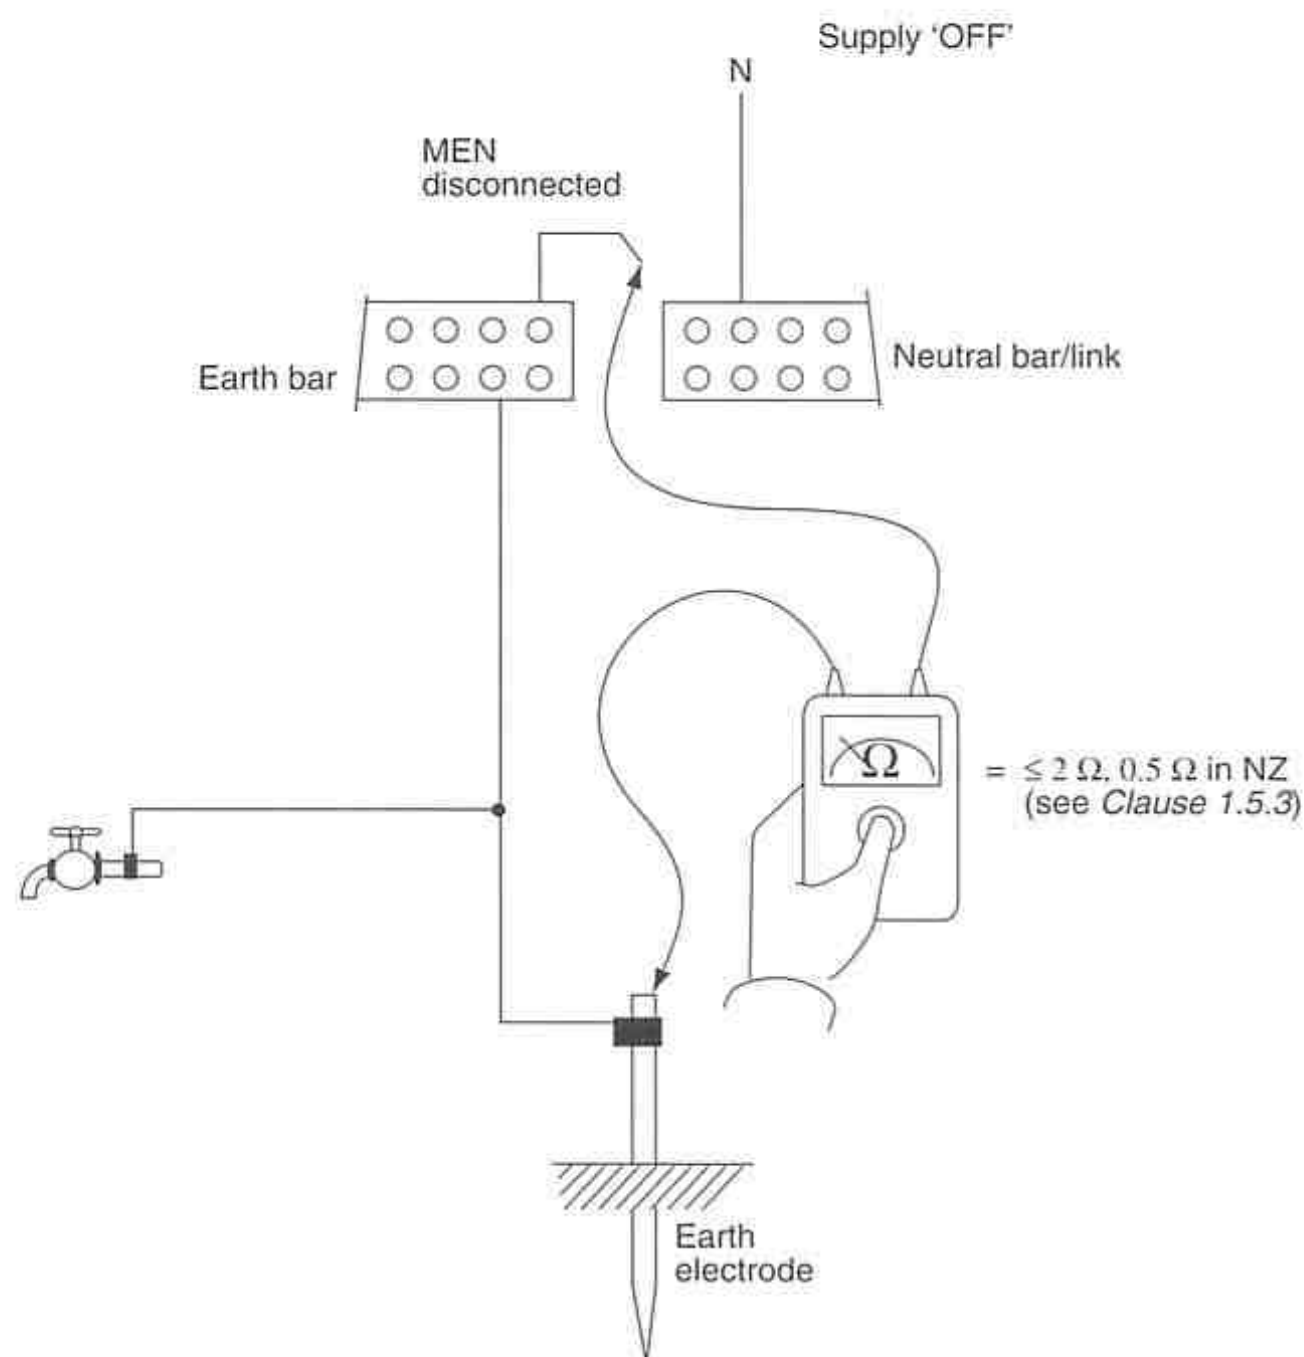 Supply ‘OFF’
N
MEN
disconnected
Earth bar
Neutral bar/link
Ω
= ≤ 2 Ω, 0.5 Ω in NZ
(see Clause 1.5.3)
Earth
electrode